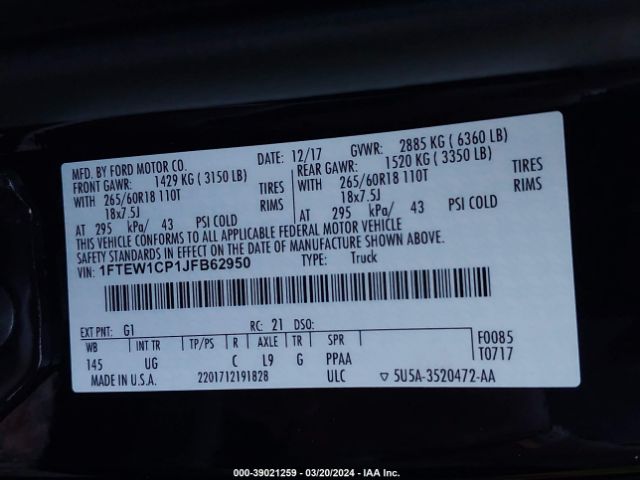 MFD. BY FORD MOTOR CO. DATE: 12/17 GVWR: 2885 KG ( 6360 LB)
FRONT GAWR: 1429 KG ( 3150 LB) REAR GAWR: 1520 KG ( 3350 LB)
WITH 265/60R18 110T TIRES WITH 265/60R18 110T TIRES
18x7.5J RIMS 18x7.5J RIMS
AT 295 kPa/ 43 PSI COLD AT 295 kPa/ 43 PSI COLD
THIS VEHICLE CONFORMS TO ALL APPLICABLE FEDERAL MOTOR VEHICLE
SAFETY STANDARDS IN EFFECT ON THE DATE OF MANUFACTURE SHOWN ABOVE.
VIN: 1FTEW1CP1JFB62950 TYPE: Truck
EXT PNT: G1 RC: 21 DSO:
WB INT TR TP/PS R AXLE TR SPR F0085
145 UG C L9 G PPAA T0717
MADE IN U.S.A. 2201712191828 ULC ▽ 5U5A-3520472-AA
000-39021259 - 03/20/2024 - IAA Inc.